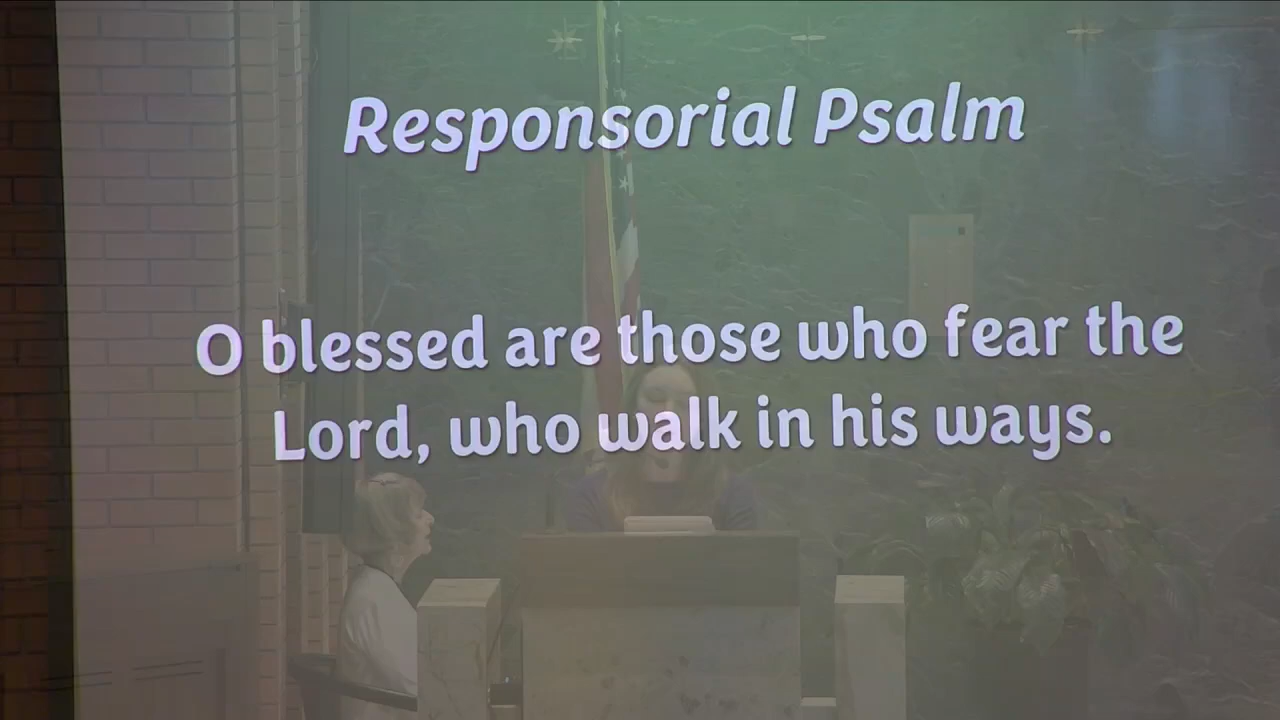 Responsorial Psalm
O blessed are those who fear the
Lord, who walk in his ways.